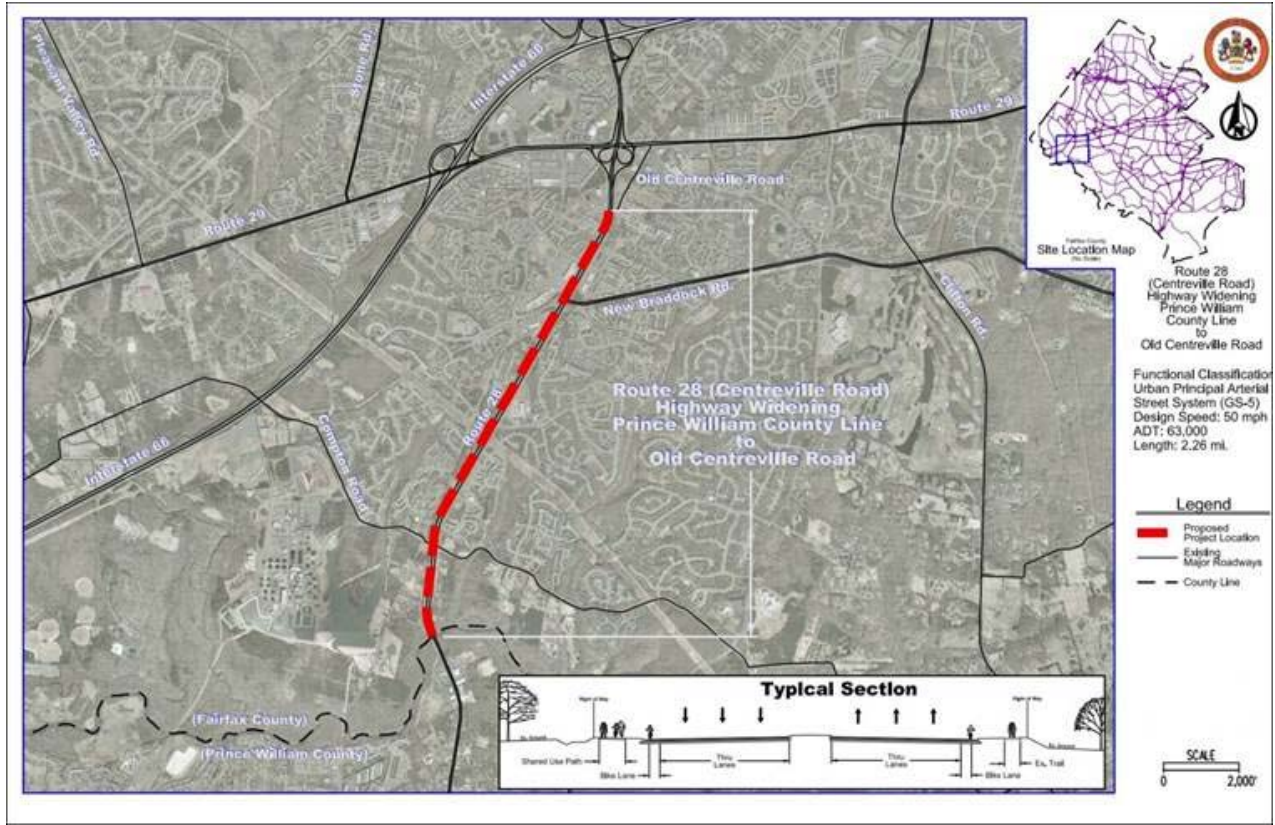 Pleasant Valley Rd.
Stone Rd.
Interstate 66
Route 29
Old Centreville Road
Route 29
New Braddock Rd.
Clifton Rd.
Route 28
Compton Road
Interstate 66
Route 28 (Centreville Road)
Highway Widening
Prince William County Line
to
Old Centreville Road
(Fairfax County)
(Prince William County)
Typical Section
Right of Way
Right of Way
Shared Use Path
Bike Lane
Thru
Lanes
Thru
Lanes
Bike Lane
Ex. Trail
Fairfax County
Site Location Map
(No Scale)
Route 28
(Centreville Road)
Highway Widening
Prince William
County Line
to
Old Centreville Road
Functional Classification
Urban Principal Arterial
Street System (GS-5)
Design Speed: 50 mph
ADT: 63,000
Length: 2.26 mi.
Legend
Proposed
Project Location
Existing
Major Roadways
County Line
SCALE
0 2,000'